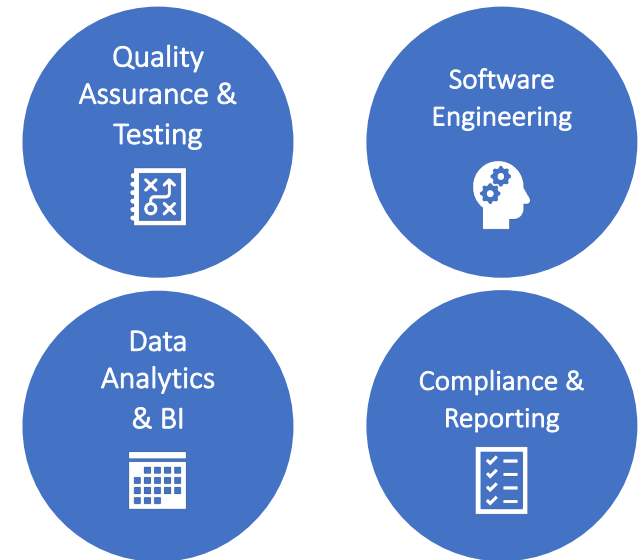 Quality
Assurance &
Testing
Software
Engineering
Data
Analytics
& BI
Compliance &
Reporting